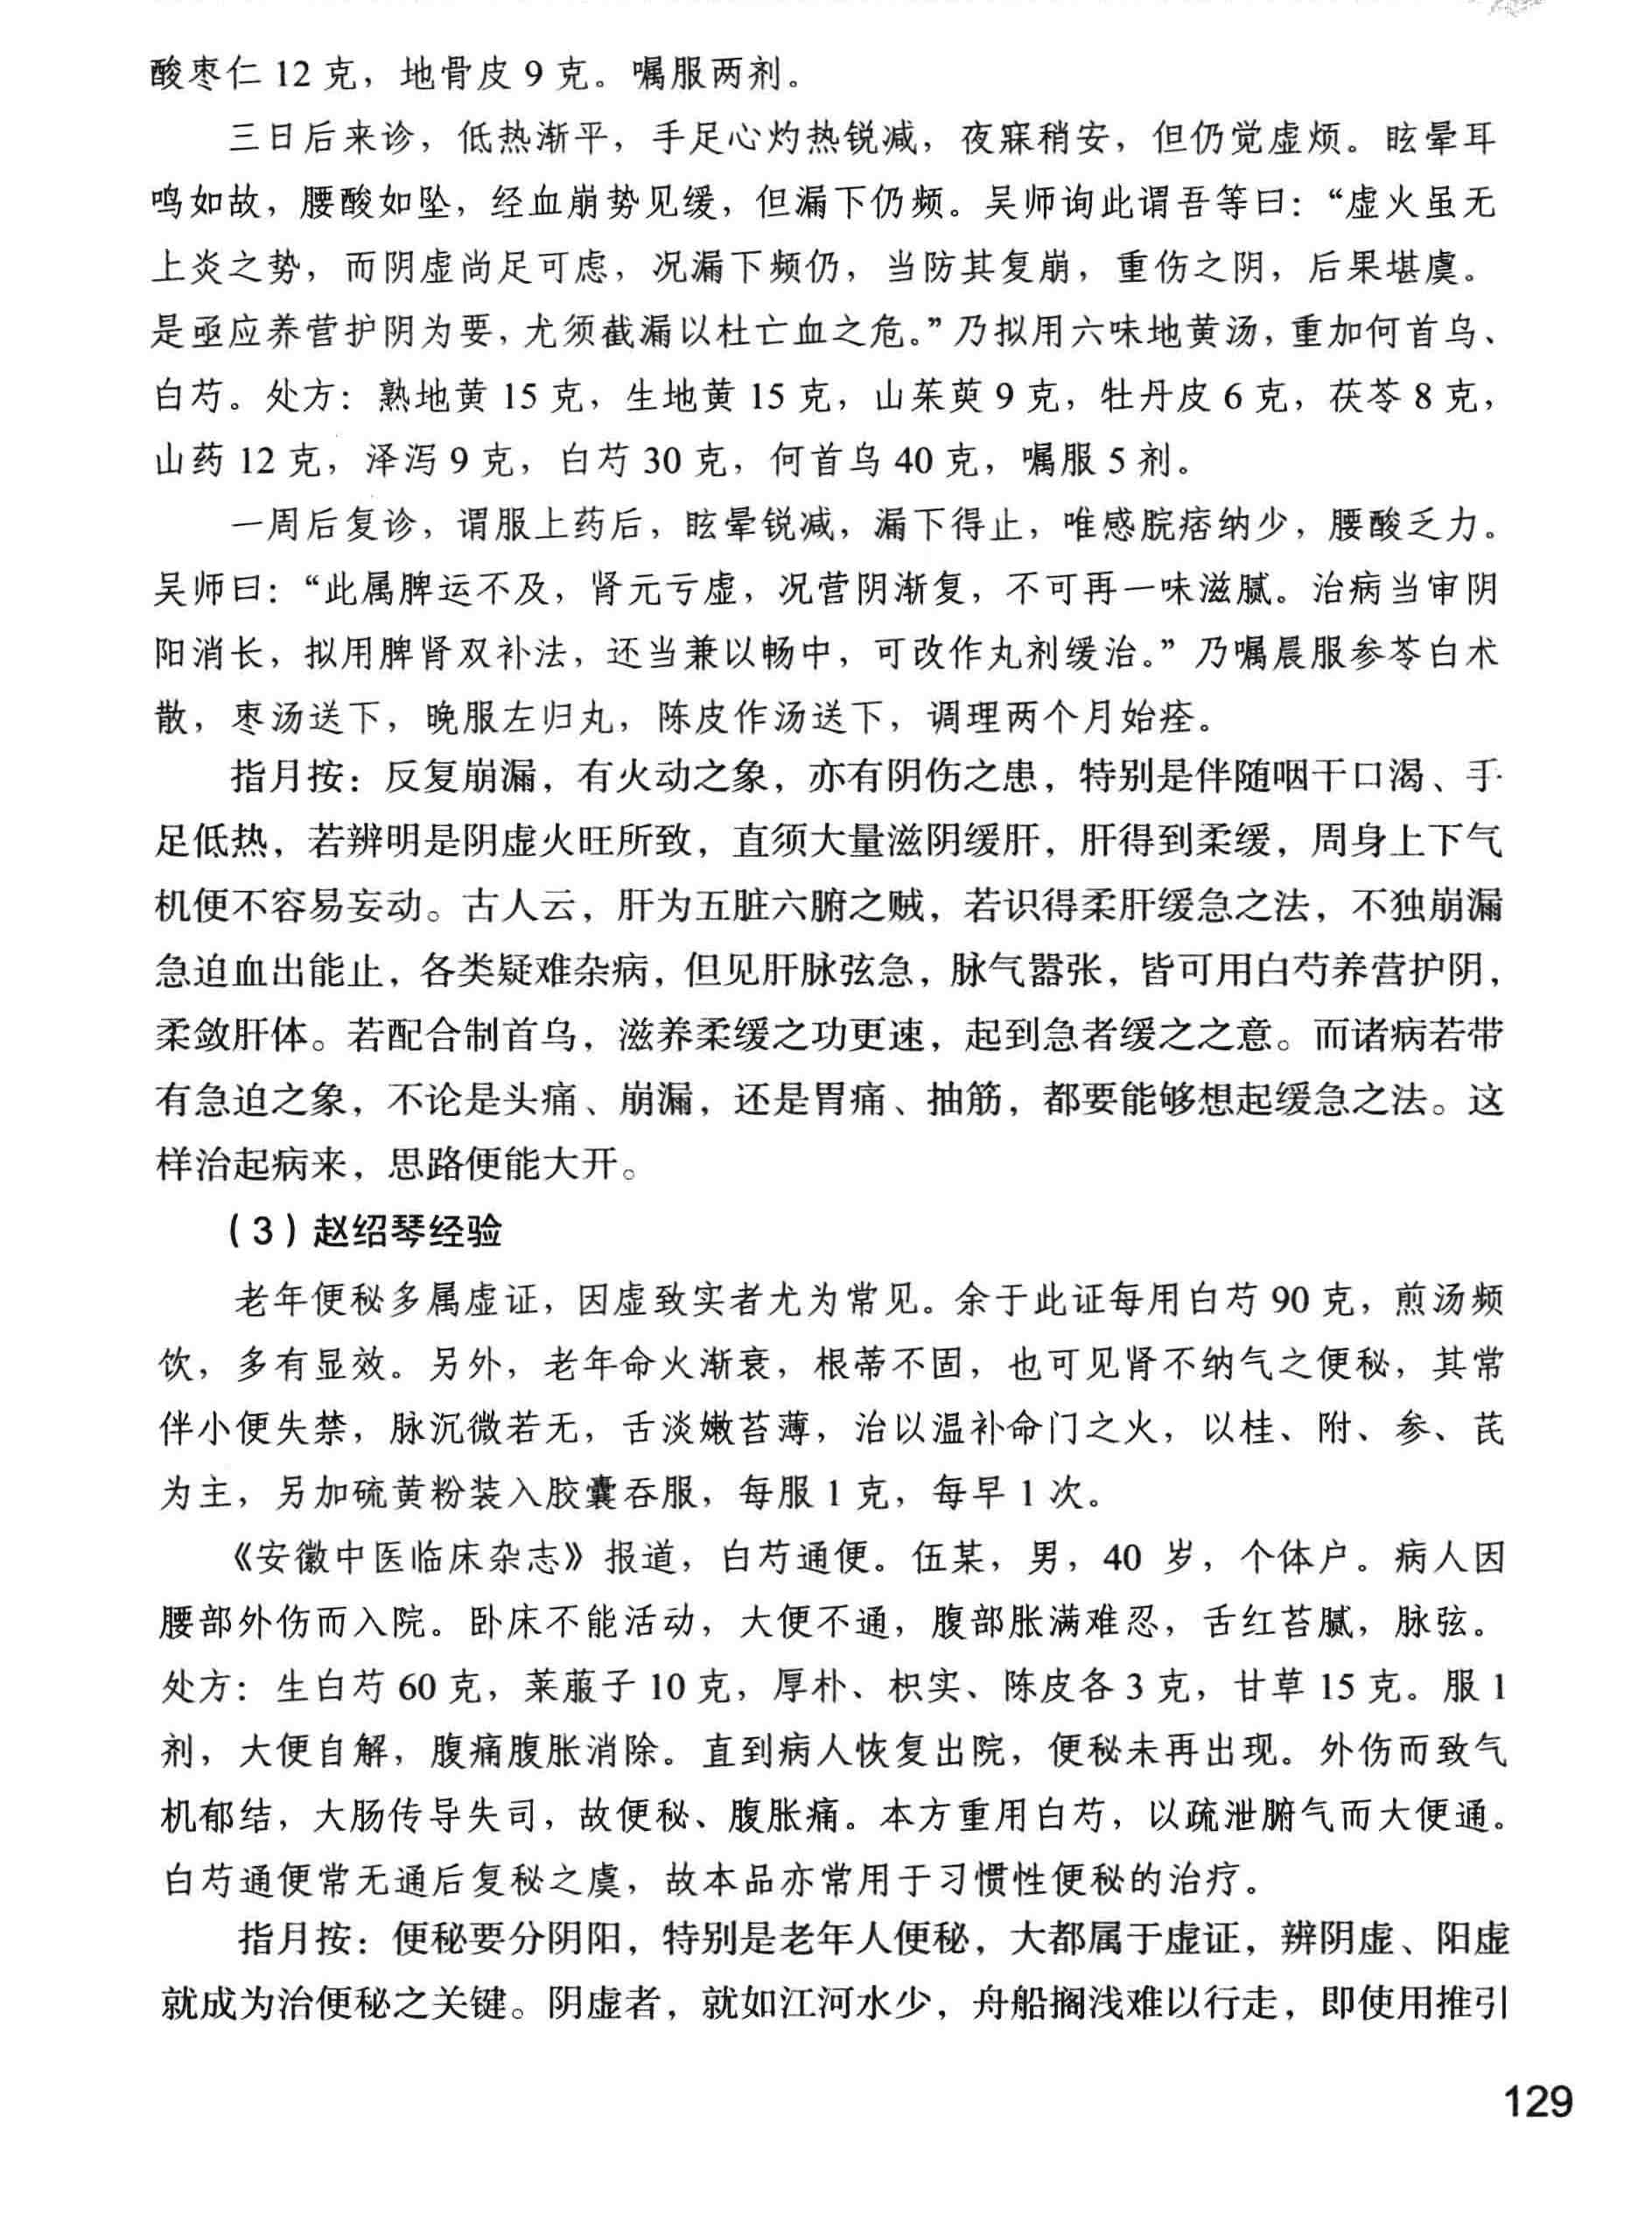 酸枣仁 12 克，地骨皮 9 克。嘱服两剂。
三日后来诊，低热渐平，手足心灼热锐减，夜寐稍安，但仍觉虚烦。眩晕耳
鸣如故，腰酸如坠，经血崩势见缓，但漏下仍频。吴师询此谓吾等曰：“虚火虽无
上炎之势，而阴虚尚足可虑，况漏下频仍，当防其复崩，重伤之阴，后果堪虞。
是亟应养营护阴为要，尤须截漏以杜亡血之危。”乃拟用六味地黄汤，重加何首乌、
白芍。处方：熟地黄 15 克，生地黄 15 克，山茱萸 9 克，牡丹皮 6 克，茯苓 8 克，
山药 12 克，泽泻 9 克，白芍 30 克，何首乌 40 克，嘱服 5 剂。
一周后复诊，谓服上药后，眩晕锐减，漏下得止，唯感脘痞纳少，腰酸乏力。
吴师曰：“此属脾运不及，肾元亏虚，况营阴渐复，不可再一味滋腻。治病当审阴
阳消长，拟用脾肾双补法，还当兼以畅中，可改作丸剂缓治。”乃嘱晨服参苓白术
散，枣汤送下，晚服左归丸，陈皮作汤送下，调理两个月始痊。
指月按：反复崩漏，有火动之象，亦有阴伤之患，特别是伴随咽干口渴、手
足低热，若辨明是阴虚火旺所致，直须大量滋阴缓肝，肝得到柔缓，周身上下气
机便不容易妄动。古人云，肝为五脏六腑之贼，若识得柔肝缓急之法，不独崩漏
急迫血出能止，各类疑难杂病，但见肝脉弦急，脉气嚣张，皆可用白芍养营护阴，
柔敛肝体。若配合制首乌，滋养柔缓之功更速，起到急者缓之之意。而诸病若带
有急迫之象，不论是头痛、崩漏，还是胃痛、抽筋，都要能够想起缓急之法。这
样治起病来，思路便能大开。
（3）赵绍琴经验
老年便秘多属虚证，因虚致实者尤为常见。余于此证每用白芍 90 克，煎汤频
饮，多有显效。另外，老年命火渐衰，根蒂不固，也可见肾不纳气之便秘，其常
伴小便失禁，脉沉微若无，舌淡嫩苔薄，治以温补命门之火，以桂、附、参、芪
为主，另加硫黄粉装入胶囊吞服，每服 1 克，每早 1 次。
《安徽中医临床杂志》报道，白芍通便。伍某，男，40 岁，个体户。病人因
腰部外伤而入院。卧床不能活动，大便不通，腹部胀满难忍，舌红苔腻，脉弦。
处方：生白芍 60 克，莱菔子 10 克，厚朴、枳实、陈皮各 3 克，甘草 15 克。服 1
剂，大便自解，腹痛腹胀消除。直到病人恢复出院，便秘未再出现。外伤而致气
机郁结，大肠传导失司，故便秘、腹胀痛。本方重用白芍，以疏泄腑气而大便通。
白芍通便常无通后复秘之虞，故本品亦常用于习惯性便秘的治疗。
指月按：便秘要分阴阳，特别是老年人便秘，大都属于虚证，辨阴虚、阳虚
就成为治便秘之关键。阴虚者，就如江河水少，舟船搁浅难以行走，即使用推引
129